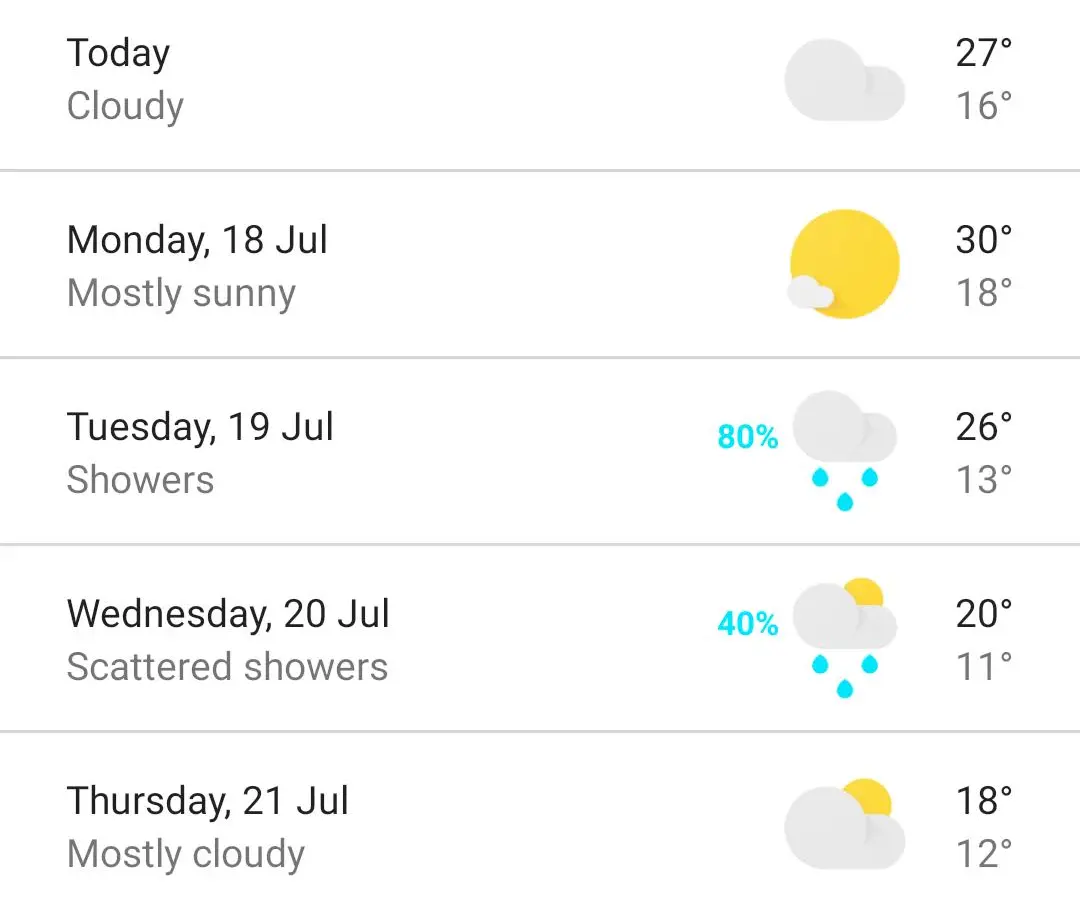 Today
Cloudy
27°
16°
Monday, 18 Jul
Mostly sunny
30°
18°
Tuesday, 19 Jul
Showers
80%
26°
13°
Wednesday, 20 Jul
Scattered showers
40%
20°
11°
Thursday, 21 Jul
Mostly cloudy
18°
12°